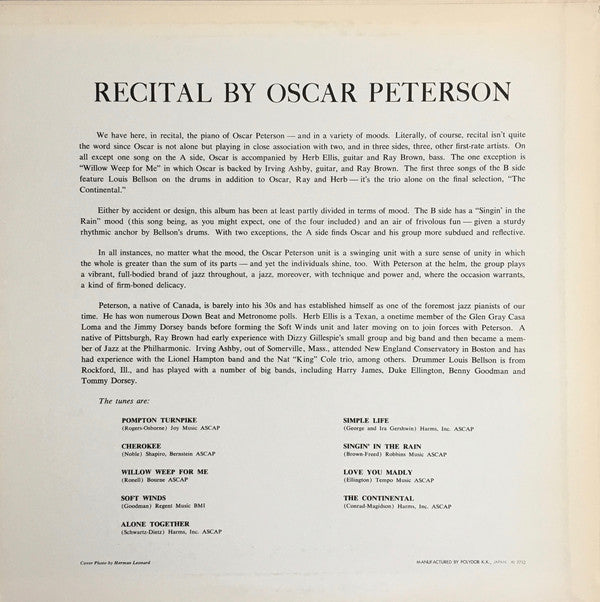 RECITAL BY OSCAR PETERSON
We have here, in recital, the piano of Oscar Peterson — and in a variety of moods. Literally, of course, recital isn't quite
the word since Oscar is not alone but playing in close association with two, and in three sides, three, other first-rate artists. On
all except one song on the A side, Oscar is accompanied by Herb Ellis, guitar and Ray Brown, bass. The one exception is
"Willow Weep for Me" in which Oscar is backed by Irving Ashby, guitar, and Ray Brown. The first three songs of the B side
feature Louis Bellson on the drums in addition to Oscar, Ray and Herb — it's the trio alone on the final selection, "The
Continental."
Either by accident or design, this album has been at least partly divided in terms of mood. The B side has a "Singin' in the
Rain" mood (this song being, as you might expect, one of the four included) and an air of frivolous fun — given a sturdy
rhythmic anchor by Bellson's drums. With two exceptions, the A side finds Oscar and his group more subdued and reflective.
In all instances, no matter what the mood, the Oscar Peterson unit is a swinging unit with a sure sense of unity in which
the whole is greater than the sum of its parts — and yet the individuals shine, too. With Peterson at the helm, the group plays
a vibrant, full-bodied brand of jazz throughout, a jazz, moreover, with technique and power and, where the occasion warrants,
a kind of firm-boned delicacy.
Peterson, a native of Canada, is barely into his 30s and has established himself as one of the foremost jazz pianists of our
time. He has won numerous Down Beat and Metronome polls. Herb Ellis is a Texan, a onetime member of the Glen Gray Casa
Loma and the Jimmy Dorsey bands before forming the Soft Winds unit and later moving on to join forces with Peterson. A
native of Pittsburgh, Ray Brown had early experience with Dizzy Gillespie's small group and big band and then became a mem-
ber of Jazz at the Philharmonic. Irving Ashby, out of Somerville, Mass., attended New England Conservatory in Boston and has
had experience with the Lionel Hampton band and the Nat "King" Cole trio, among others. Drummer Louis Bellson is from
Rockford, Ill., and has played with a number of big bands, including Harry James, Duke Ellington, Benny Goodman and
Tommy Dorsey.
The tunes are:
POMPTON TURNPIKE
(Rogers-Osborne) Joy Music ASCAP
CHEROKEE
(Noble) Shapiro, Bernstein ASCAP
WILLOW WEEP FOR ME
(Ronell) Bourne ASCAP
SOFT WINDS
(Goodman) Regent Music BMI
ALONE TOGETHER
(Schwartz-Dietz) Harms, Inc. ASCAP
SIMPLE LIFE
(George and Ira Gershwin) Harms, Inc. ASCAP
SINGIN' IN THE RAIN
(Brown-Freed) Robbins Music ASCAP
LOVE YOU MADLY
(Ellington) Tempo Music ASCAP
THE CONTINENTAL
(Conrad-Magidson) Harms, Inc. ASCAP
Cover Photo by Herman Leonard
MANUFACTURED BY POLYDOR K.K., JAPAN